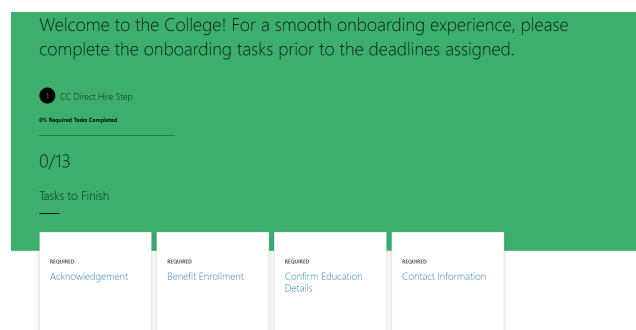 Welcome to the College! For a smooth onboarding experience, please
complete the onboarding tasks prior to the deadlines assigned.
1 CC Direct Hire Step
0% Required Tasks Completed
0/13
Tasks to Finish
REQUIRED
Acknowledgement
REQUIRED
Benefit Enrollment
REQUIRED
Confirm Education
Details
REQUIRED
Contact Information